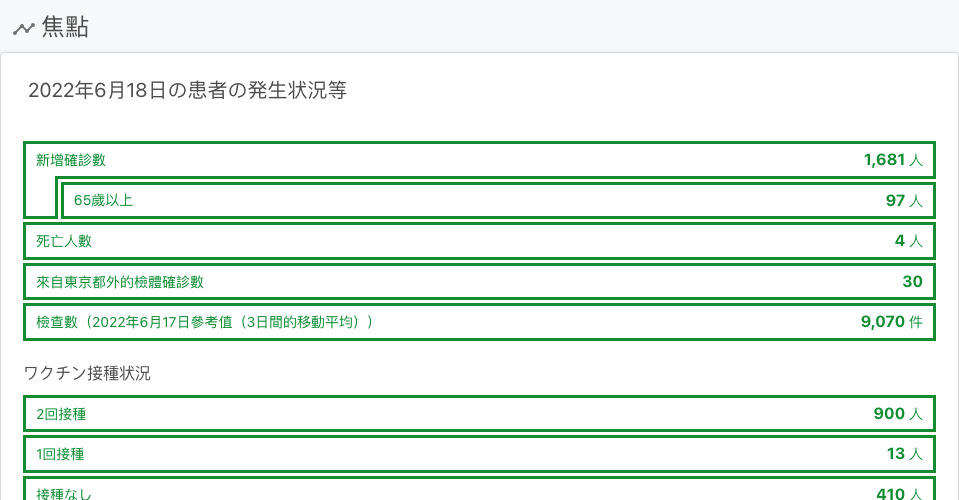 焦點
2022年6月18日の患者の発生状況等
新增確診數 1,681 人
65歲以上 97 人
死亡人數 4 人
來自東京都外的檢體確診數 30
檢查數（2022年6月17日參考值（3日間的移動平均）） 9,070 件
ワクチン接種状況
2回接種 900 人
1回接種 13 人
接種なし 410 人